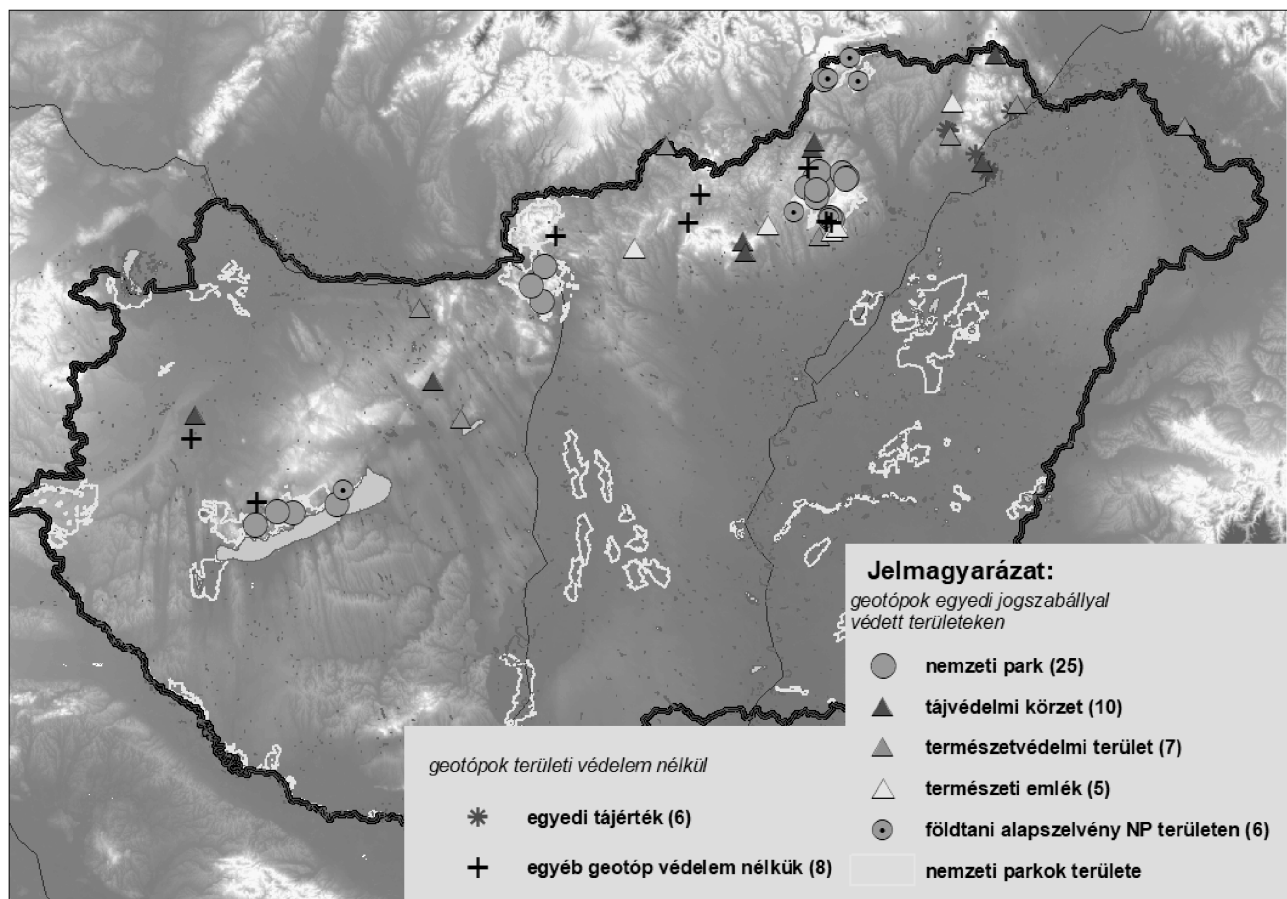 Jelmagyarázat:
geotópok egyedi jogszabállyal
védett területeken
nemzeti park (25)
tájvédelmi körzet (10)
természetvédelmi terület (7)
természeti emlék (5)
földtani alapszelvény NP területen (6)
nemzeti parkok területe
geotópok területi védelem nélkül
egyedi tájérték (6)
egyéb geotóp védelem nélkük (8)